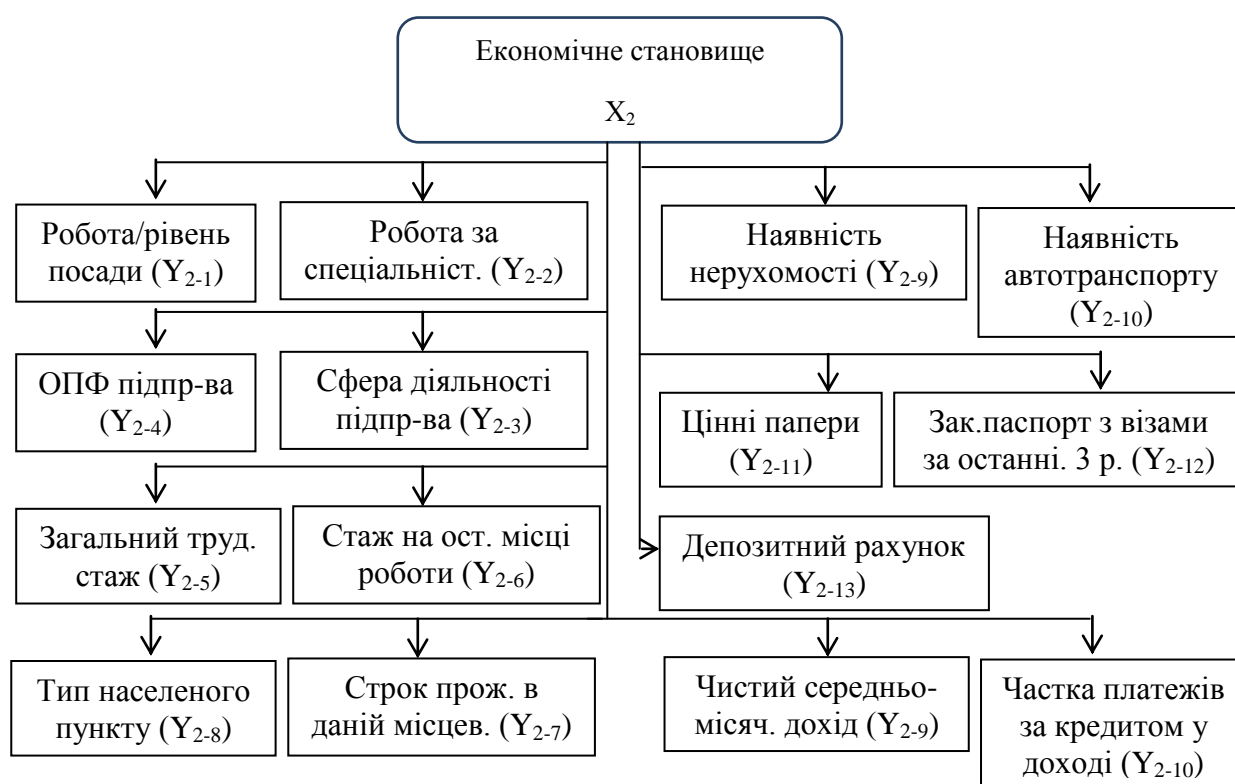 Економічне становище
X2
Робота/рівень
посади (Y2-1)
Робота за
спеціальніст. (Y2-2)
Наявність
нерухомості (Y2-9)
Наявність
автотранспорту
(Y2-10)
ОПФ підпр-ва
(Y2-4)
Сфера діяльності
підпр-ва (Y2-3)
Цінні папери
(Y2-11)
Зак.паспорт з візами
за останні. 3 р. (Y2-12)
Загальний труд.
стаж (Y2-5)
Стаж на ост. місці
роботи (Y2-6)
Депозитний рахунок
(Y2-13)
Тип населеного
пункту (Y2-8)
Строк прож. в
даній місцев. (Y2-7)
Чистий середньо-
місяч. дохід (Y2-9)
Частка платежів
за кредитом у
доході (Y2-10)